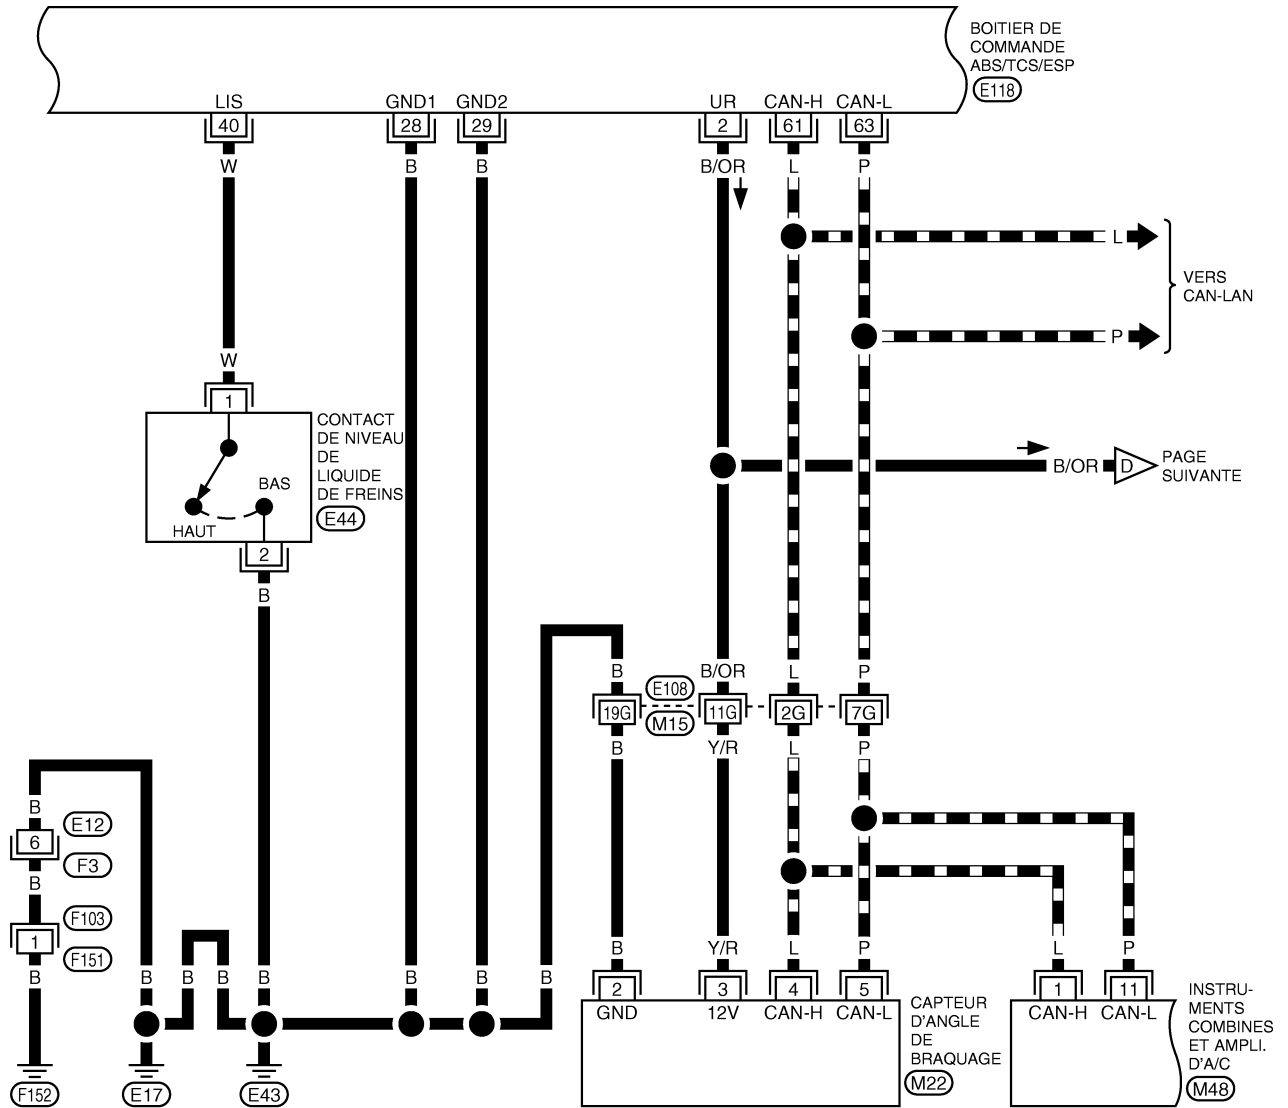 BOITIER DE
COMMANDE
ABS/TCS/ESP
E118
LIS GND1 GND2 UR CAN-H CAN-L
40 28 29 2 61 63
W B B B/OR L P
L
VERS
CAN-LAN
P
W
1
CONTACT
DE NIVEAU
DE
LIQUIDE
DE FREINS
E44
BAS
HAUT
2
B
B/OR D
PAGE
SUIVANTE
B B/OR L P
E108
19G 11G 2G 7G
M15
B Y/R L P
B
E12
6
F3
B
F103
1
F151
B
B B B B B B B
B Y/R L P L P
2 3 4 5 1 11
GND 12V CAN-H CAN-L CAN-H CAN-L
CAPTEUR
D'ANGLE
DE
BRAQUAGE
M22
INSTRU-
MENTS
COMBINES
ET AMPLI.
D'A/C
M48
F152 E17 E43